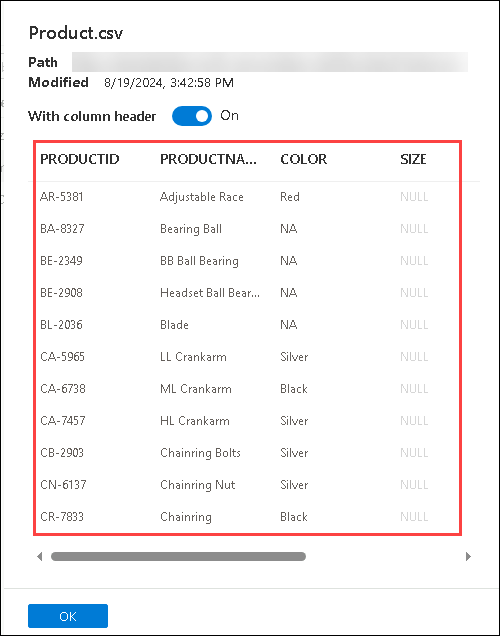 Product.csv
Path
Modified 8/19/2024, 3:42:58 PM
With column header On
PRODUCTID PRODUCTNA... COLOR SIZE
AR-5381 Adjustable Race Red NULL
BA-8327 Bearing Ball NA NULL
BE-2349 BB Ball Bearing NA NULL
BE-2908 Headset Ball Bear... NA NULL
BL-2036 Blade NA NULL
CA-5965 LL Crankarm Silver NULL
CA-6738 ML Crankarm Black NULL
CA-7457 HL Crankarm Silver NULL
CB-2903 Chainring Bolts Silver NULL
CN-6137 Chainring Nut Silver NULL
CR-7833 Chainring Black NULL
OK